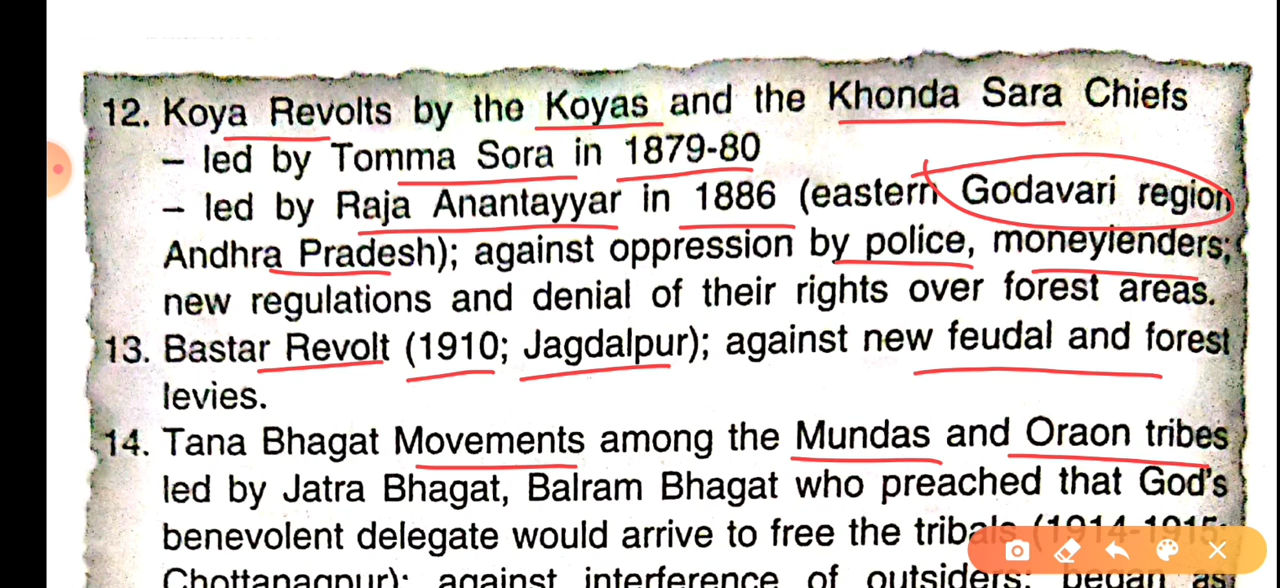 12. Koya Revolts by the Koyas and the Khonda Sara Chiefs
– led by Tomma Sora in 1879-80
– led by Raja Anantayyar in 1886 (eastern Godavari region
Andhra Pradesh); against oppression by police, moneylenders;
new regulations and denial of their rights over forest areas.
13. Bastar Revolt (1910; Jagdalpur); against new feudal and forest
levies.
14. Tana Bhagat Movements among the Mundas and Oraon tribes
led by Jatra Bhagat, Balram Bhagat who preached that God's
benevolent delegate would arrive to free the tribals (1914-1915;
Chottanagpur); against interference of outsiders; began as